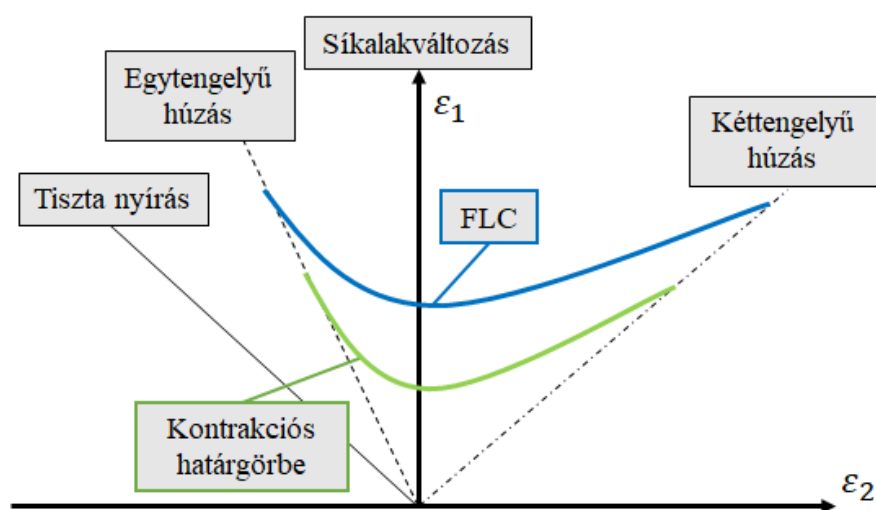 Síkalakváltozás
Egytengelyű
húzás
ε₁
Kéttengelyű
húzás
Tiszta nyírás
FLC
Kontrakciós
határgörbe
ε₂